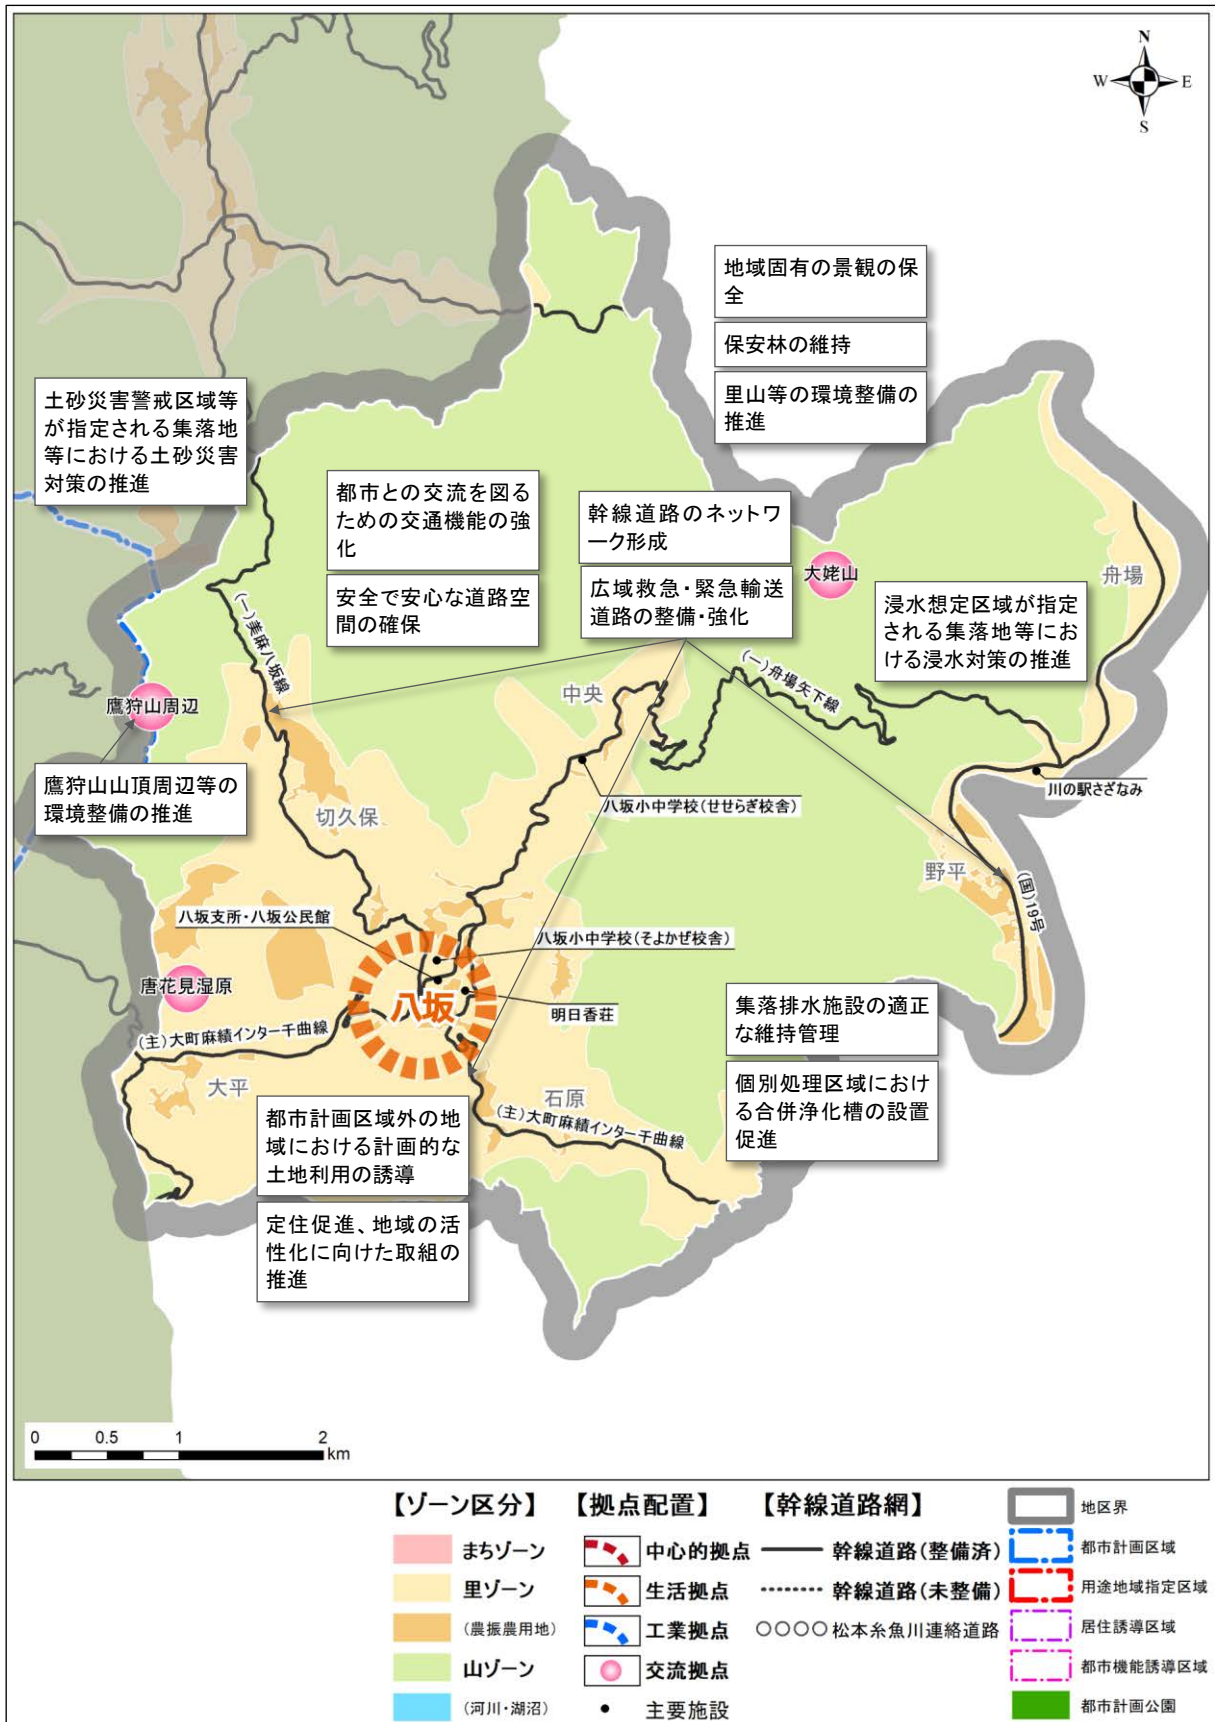 N
W
E
S
地域固有の景観の保
全
保安林の維持
里山等の環境整備の
推進
土砂災害警戒区域等
が指定される集落地
等における土砂災害
対策の推進
都市との交流を図る
ための交通機能の強
化
安全で安心な道路空
間の確保
幹線道路のネットワ
ーク形成
広域救急・緊急輸送
道路の整備・強化
大姥山
舟場
浸水想定区域が指定
される集落地等にお
ける浸水対策の推進
(一)美麻八坂線
(一)舟場矢下線
中央
鷹狩山周辺
鷹狩山山頂周辺等の
環境整備の推進
切久保
八坂小中学校(せせらぎ校舎)
川の駅さざなみ
野平
(国)19号
八坂支所・八坂公民館
八坂小中学校(そよかぜ校舎)
唐花見湿原
八坂
明日香荘
(主)大町麻績インター千曲線
大平
石原
(主)大町麻績インター千曲線
集落排水施設の適正
な維持管理
個別処理区域におけ
る合併浄化槽の設置
促進
都市計画区域外の地
域における計画的な
土地利用の誘導
定住促進、地域の活
性化に向けた取組の
推進
0 0.5 1 2
km
【ゾーン区分】
まちゾーン
里ゾーン
(農振農用地)
山ゾーン
(河川・湖沼)
【拠点配置】
中心的拠点
生活拠点
工業拠点
交流拠点
主要施設
【幹線道路網】
幹線道路(整備済)
幹線道路(未整備)
松本糸魚川連絡道路
地区界
都市計画区域
用途地域指定区域
居住誘導区域
都市機能誘導区域
都市計画公園